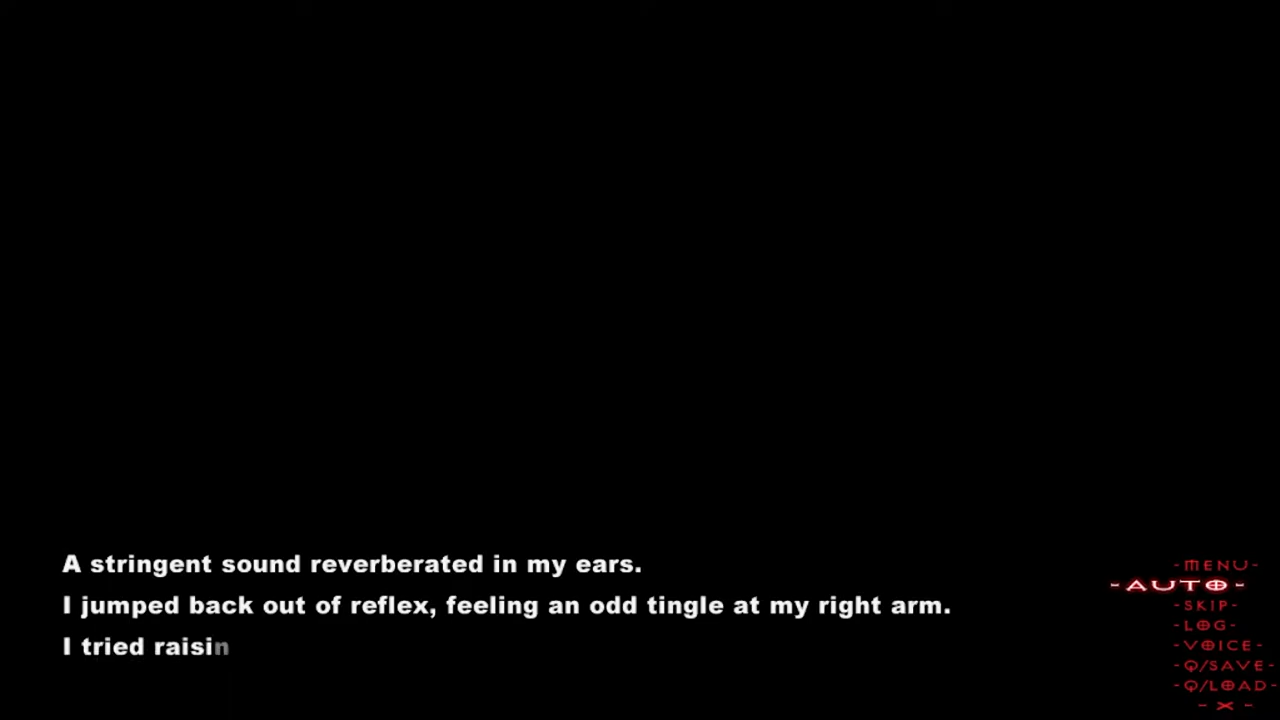 A stringent sound reverberated in my ears.
I jumped back out of reflex, feeling an odd tingle at my right arm.
I tried raisin
-MENU-
-AUTO-
-SKIP-
-LOG-
-VOICE-
-Q/SAVE-
-Q/LOAD-
-X-